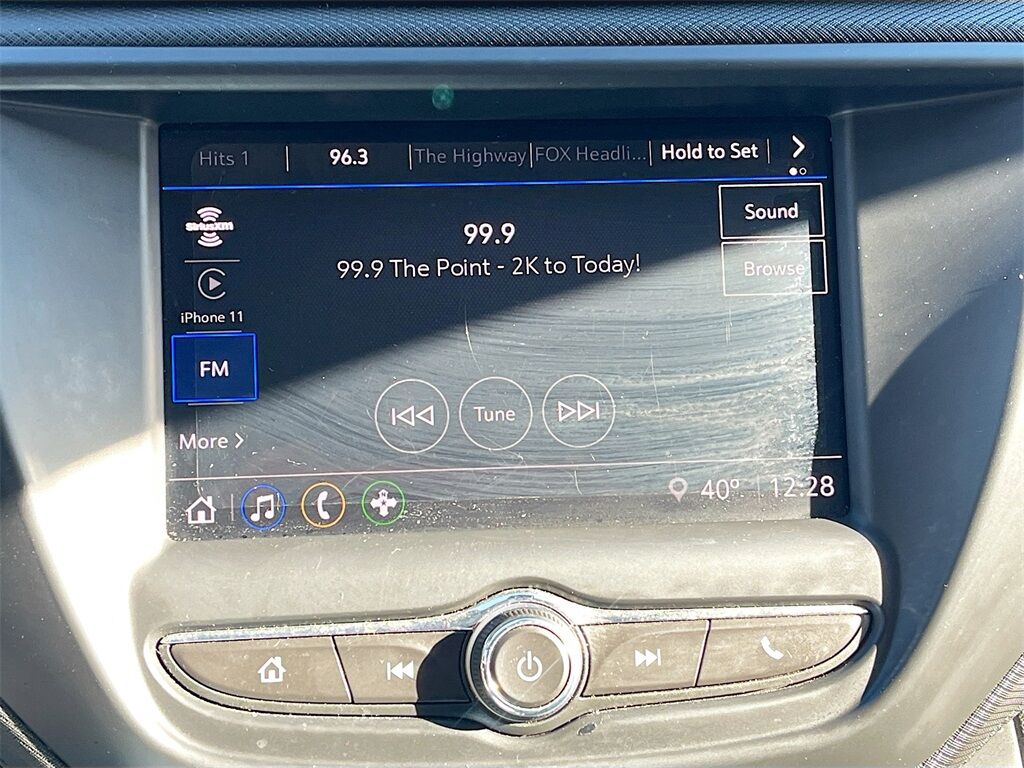 Hits 1
96.3
The Highway
FOX Headli...
Hold to Set
SiriusXM
99.9
99.9 The Point - 2K to Today!
Sound
Browse
iPhone 11
FM
Tune
More
40°
12:28